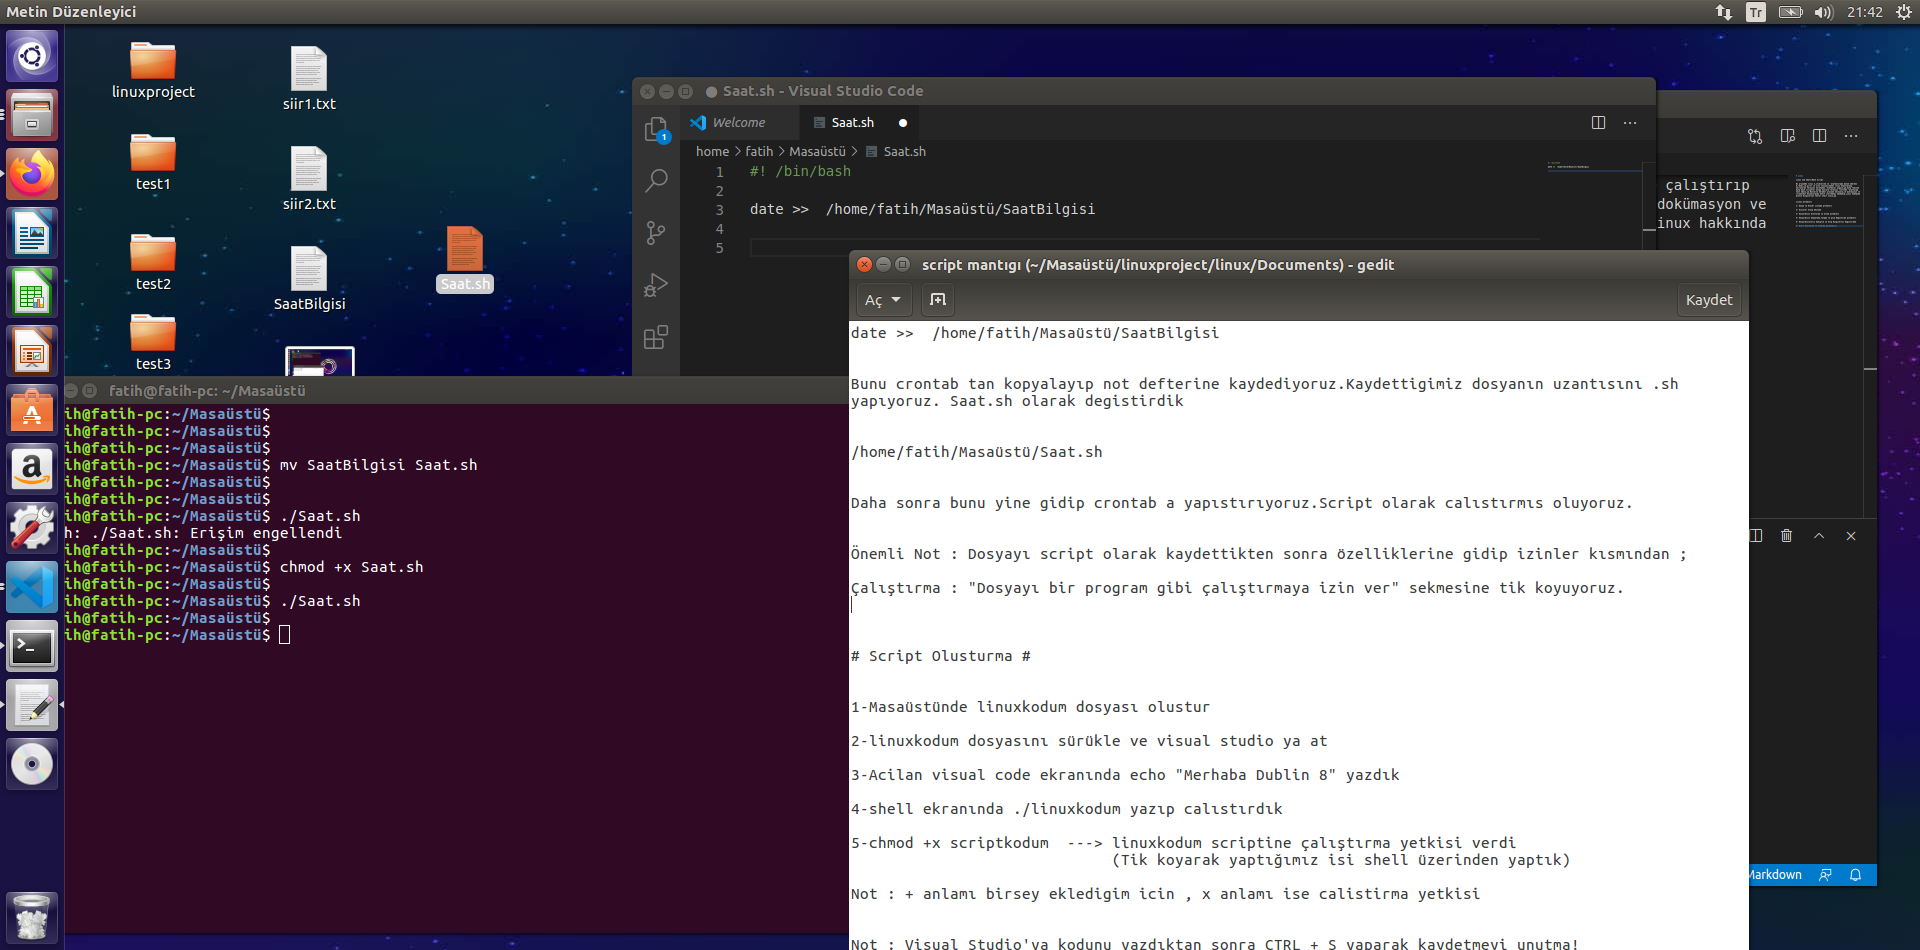 Metin Düzenleyici
Tr
21:42
linuxproject
siir1.txt
test1
siir2.txt
test2
SaatBilgisi
test3
Saat.sh
Saat.sh - Visual Studio Code
Welcome
Saat.sh
1
home > fatih > Masaüstü > Saat.sh
1 #! /bin/bash
2
3 date >>  /home/fatih/Masaüstü/SaatBilgisi
4
5
çalıştırıp
dokümasyon ve
inux hakkında
Markdown
fatih@fatih-pc: ~/Masaüstü
ih@fatih-pc:~/Masaüstü$
ih@fatih-pc:~/Masaüstü$
ih@fatih-pc:~/Masaüstü$
ih@fatih-pc:~/Masaüstü$ mv SaatBilgisi Saat.sh
ih@fatih-pc:~/Masaüstü$
ih@fatih-pc:~/Masaüstü$
ih@fatih-pc:~/Masaüstü$ ./Saat.sh
h: ./Saat.sh: Erişim engellendi
ih@fatih-pc:~/Masaüstü$
ih@fatih-pc:~/Masaüstü$ chmod +x Saat.sh
ih@fatih-pc:~/Masaüstü$
ih@fatih-pc:~/Masaüstü$ ./Saat.sh
ih@fatih-pc:~/Masaüstü$
ih@fatih-pc:~/Masaüstü$
script mantıgı (~/Masaüstü/linuxproject/linux/Documents) - gedit
Aç
Kaydet
date >>  /home/fatih/Masaüstü/SaatBilgisi
Bunu crontab tan kopyalayıp not defterine kaydediyoruz.Kaydettigimiz dosyanın uzantısını .sh
yapıyoruz. Saat.sh olarak degistirdik
/home/fatih/Masaüstü/Saat.sh
Daha sonra bunu yine gidip crontab a yapıstırıyoruz.Script olarak calıstırmıs oluyoruz.
Önemli Not : Dosyayı script olarak kaydettikten sonra özelliklerine gidip izinler kısmından ;
Çalıştırma : "Dosyayı bir program gibi çalıştırmaya izin ver" sekmesine tik koyuyoruz.
# Script Olusturma #
1-Masaüstünde linuxkodum dosyası olustur
2-linuxkodum dosyasını sürükle ve visual studio ya at
3-Acilan visual code ekranında echo "Merhaba Dublin 8" yazdık
4-shell ekranında ./linuxkodum yazıp calıstırdık
5-chmod +x scriptkodum  ---> linuxkodum scriptine çalıştırma yetkisi verdi
(Tik koyarak yaptığımız isi shell üzerinden yaptık)
Not : + anlamı birsey ekledigim icin , x anlamı ise calistirma yetkisi
Not : Visual Studio'ya kodunu yazdıktan sonra CTRL + S yaparak kaydetmeyi unutma!